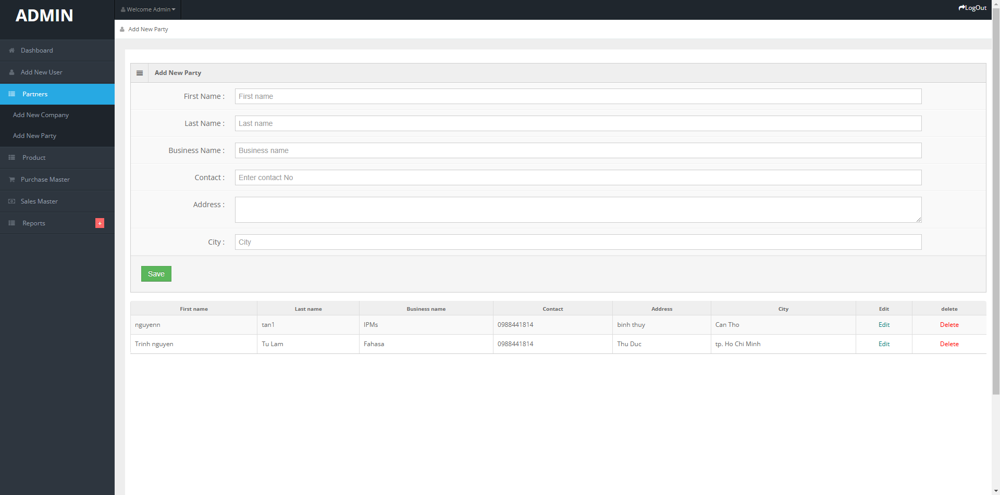 ADMIN
Welcome Admin
LogOut
Add New Party
Dashboard
Add New User
Partners
Add New Company
Add New Party
Product
Purchase Master
Sales Master
Reports +
Add New Party
First Name : First name
Last Name : Last name
Business Name : Business name
Contact : Enter contact No
Address :
City : City
Save
First name Last name Business name Contact Address City Edit delete
nguyenn tan1 IPMs 0988441814 binh thuy Can Tho Edit Delete
Trinh nguyen Tu Lam Fahasa 0988441814 Thu Duc tp. Ho Chi Minh Edit Delete